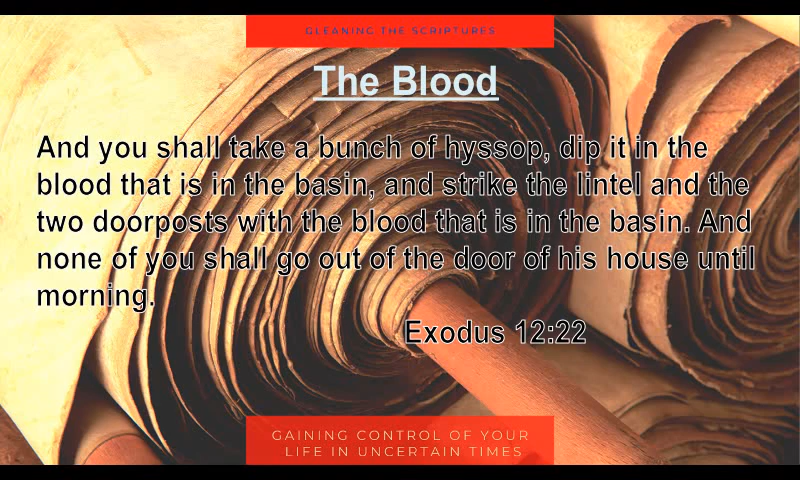 GLEANING THE SCRIPTURES
The Blood
And you shall take a bunch of hyssop, dip it in the
blood that is in the basin, and strike the lintel and the
two doorposts with the blood that is in the basin. And
none of you shall go out of the door of his house until
morning.
Exodus 12:22
GAINING CONTROL OF YOUR
LIFE IN UNCERTAIN TIMES